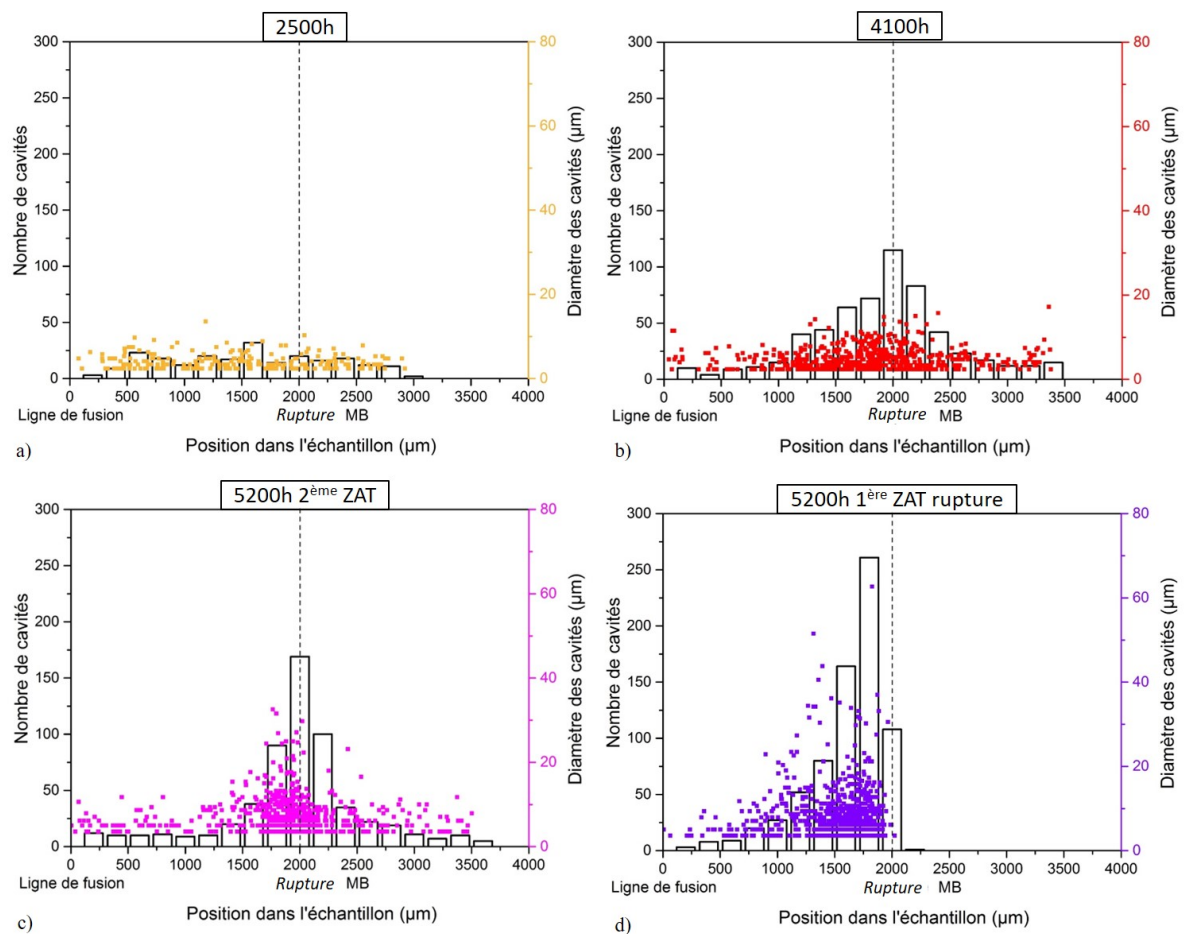 2500h
300
250
200
150
100
50
0
Nombre de cavités
80
60
40
20
0
Diamètre des cavités (µm)
0 500 1000 1500 2000 2500 3000 3500 4000
Ligne de fusion Rupture MB
Position dans l'échantillon (µm)
a)
4100h
300
250
200
150
100
50
0
Nombre de cavités
80
60
40
20
0
Diamètre des cavités (µm)
0 500 1000 1500 2000 2500 3000 3500 4000
Ligne de fusion Rupture MB
Position dans l'échantillon (µm)
b)
5200h 2ème ZAT
300
250
200
150
100
50
0
Nombre de cavités
80
60
40
20
0
Diamètre des cavités (µm)
0 500 1000 1500 2000 2500 3000 3500 4000
Ligne de fusion Rupture MB
Position dans l'échantillon (µm)
c)
5200h 1ère ZAT rupture
300
250
200
150
100
50
0
Nombre de cavités
80
60
40
20
0
Diamètre des cavités (µm)
0 500 1000 1500 2000 2500 3000 3500 4000
Ligne de fusion Rupture MB
Position dans l'échantillon (µm)
d)